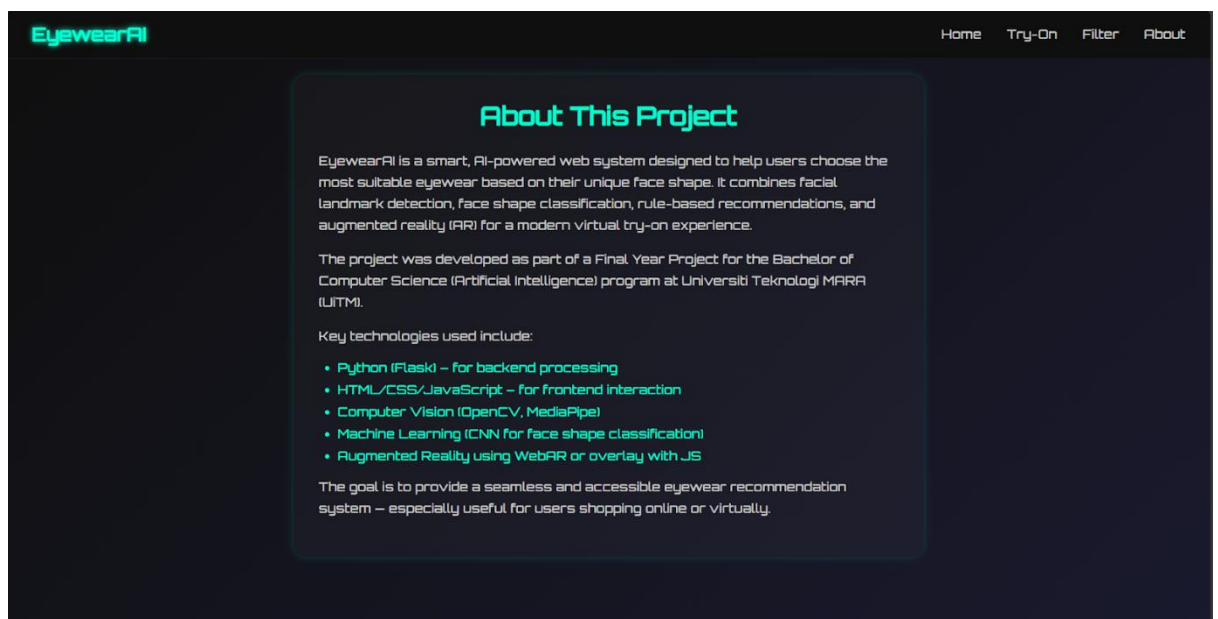 EyewearAI
Home Try-On Filter About
About This Project
EyewearAI is a smart, AI-powered web system designed to help users choose the
most suitable eyewear based on their unique face shape. It combines facial
landmark detection, face shape classification, rule-based recommendations, and
augmented reality (AR) for a modern virtual try-on experience.
The project was developed as part of a Final Year Project for the Bachelor of
Computer Science (Artificial Intelligence) program at Universiti Teknologi MARA
(UiTM).
Key technologies used include:
• Python (Flask) – for backend processing
• HTML/CSS/JavaScript – for frontend interaction
• Computer Vision (OpenCV, MediaPipe)
• Machine Learning (CNN for face shape classification)
• Augmented Reality using WebAR or overlay with JS
The goal is to provide a seamless and accessible eyewear recommendation
system — especially useful for users shopping online or virtually.